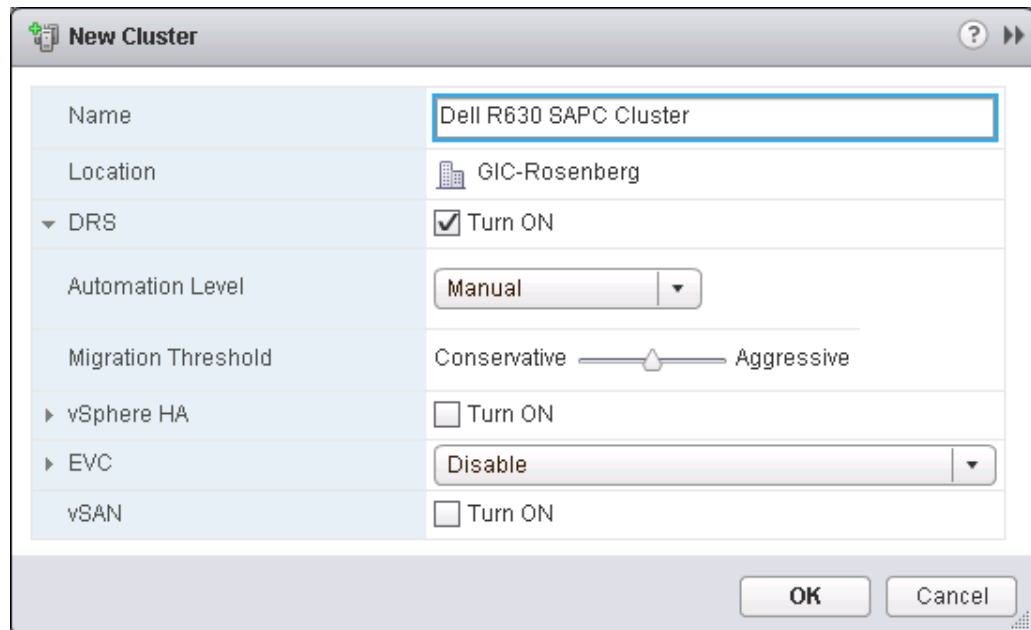 New Cluster ?
Name Dell R630 SAPC Cluster
Location GIC-Rosenberg
DRS Turn ON
Automation Level Manual
Migration Threshold Conservative Aggressive
vSphere HA Turn ON
EVC Disable
vSAN Turn ON
OK Cancel